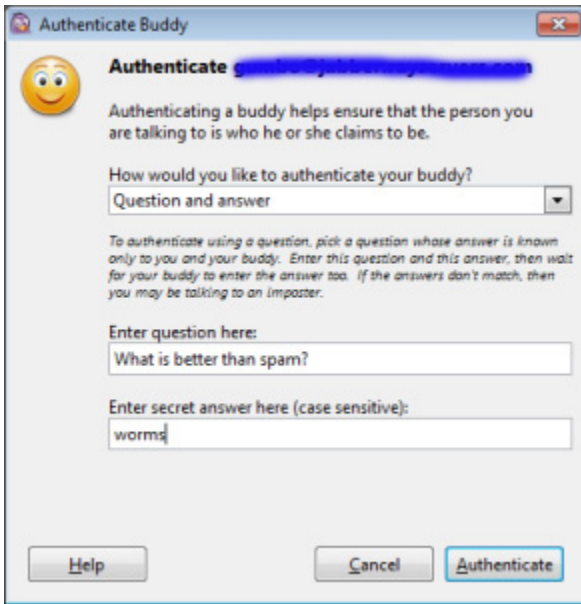 Authenticate Buddy
Authenticate
Authenticating a buddy helps ensure that the person you
are talking to is who he or she claims to be.
How would you like to authenticate your buddy?
Question and answer
To authenticate using a question, pick a question whose answer is known
only to you and your buddy. Enter this question and this answer, then wait
for your buddy to enter the answer too. If the answers don't match, then
you may be talking to an imposter.
Enter question here:
What is better than spam?
Enter secret answer here (case sensitive):
worms
Help
Cancel
Authenticate